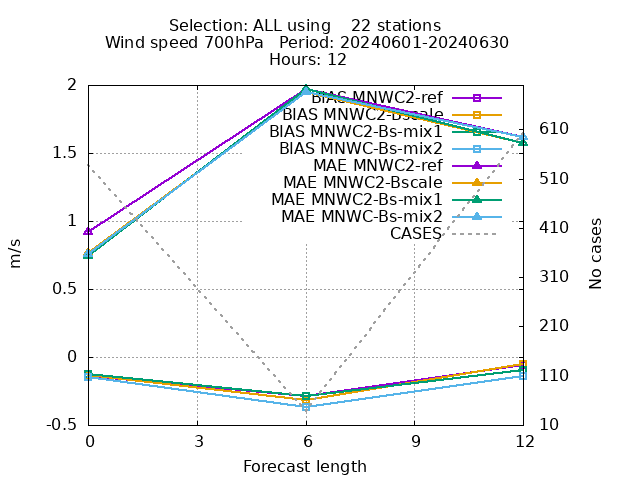 Selection: ALL using    22 stations
Wind speed 700hPa   Period: 20240601-20240630
Hours: 12
BIAS MNWC2-ref
BIAS MNWC2-Bscale
BIAS MNWC2-Bs-mix1
BIAS MNWC-Bs-mix2
MAE MNWC2-ref
MAE MNWC2-Bscale
MAE MNWC2-Bs-mix1
MAE MNWC-Bs-mix2
CASES
2
1.5
1
0.5
0
-0.5
m/s
610
510
410
310
210
110
10
No cases
0 3 6 9 12
Forecast length